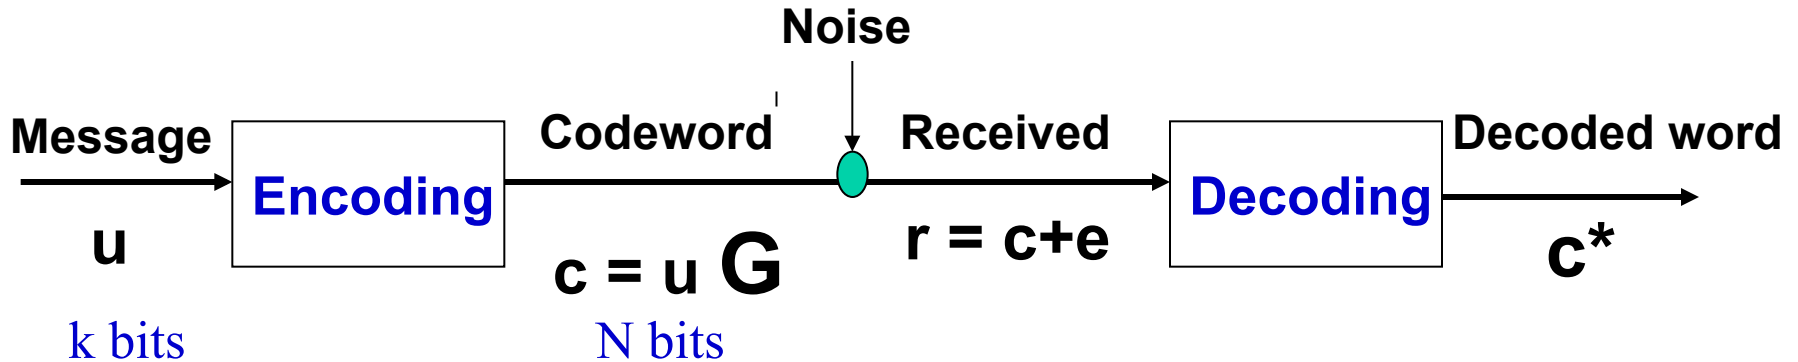 Noise
Message
Codeword
Received
Decoded word
Encoding
Decoding
u
c = u G
r = c+e
c*
k bits
N bits